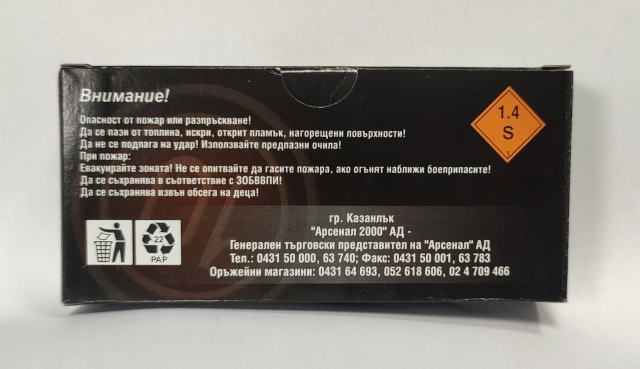 Внимание!
Опасност от пожар или разпръскване!
Да се пази от топлина, искри, открит пламък, нагорещени повърхности!
Да не се подлага на удар! Използвайте предпазни очила!
При пожар:
Евакуирайте зоната! Не се опитвайте да гасите пожара, ако огънят наближи боеприпасите!
Да се съхранява в съответствие с ЗОБВВПИ!
Да се съхранява извън обсега на деца!
1.4
S
1
22
PAP
гр. Казанлък
"Арсенал 2000" АД -
Генерален търговски представител на "Арсенал" АД
Тел.: 0431 50 000, 63 740; Факс: 0431 50 001, 63 783
Оръжейни магазини: 0431 64 693, 052 618 606, 02 4 709 466